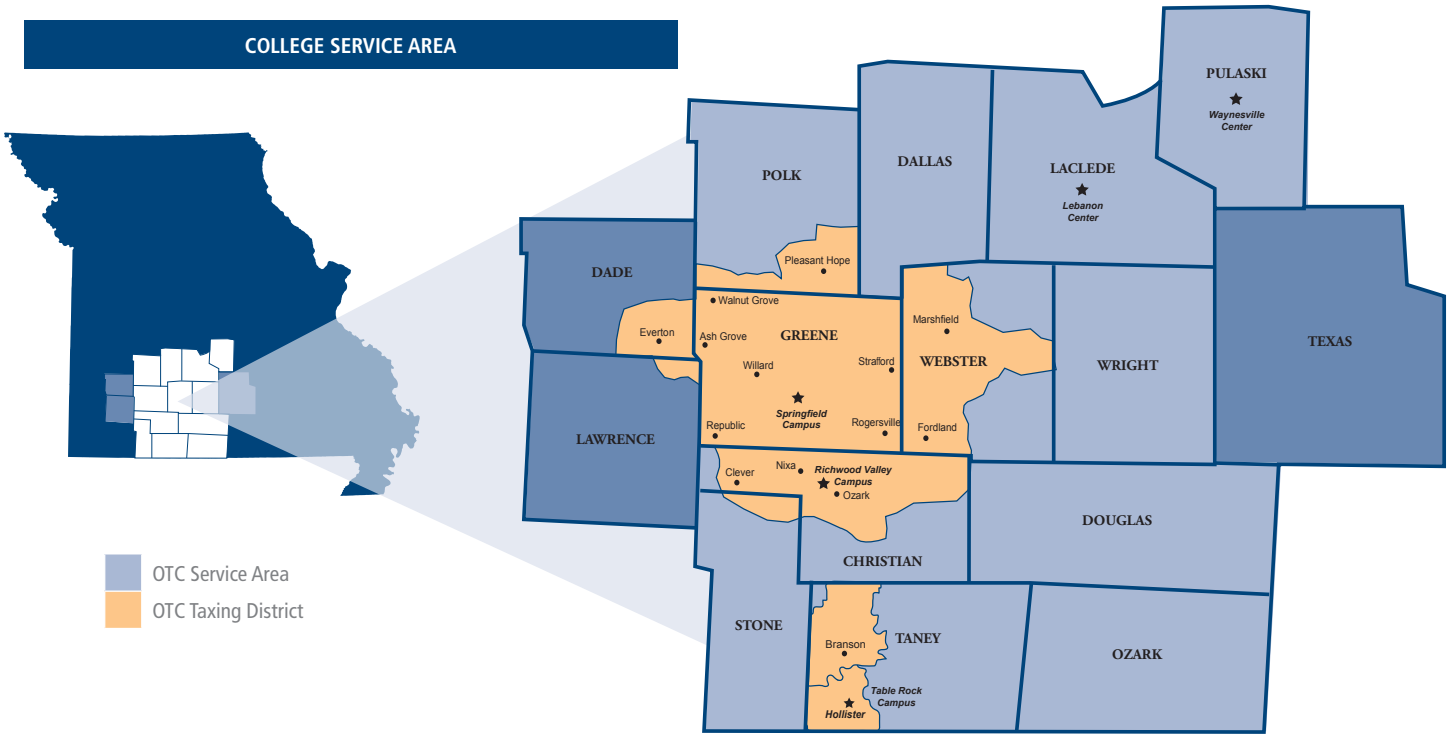 COLLEGE SERVICE AREA
PULASKI
Waynesville
Center
DALLAS
LACLEDE
Lebanon
Center
POLK
Pleasant Hope
DADE
Everton
Walnut Grove
Ash Grove
GREENE
Willard
Strafford
Springfield
Campus
Republic
Rogersville
Marshfield
WEBSTER
Fordland
WRIGHT
TEXAS
LAWRENCE
Clever
Nixa
Richwood Valley
Campus
Ozark
CHRISTIAN
DOUGLAS
OTC Service Area
OTC Taxing District
STONE
Branson
TANEY
Table Rock
Campus
Hollister
OZARK